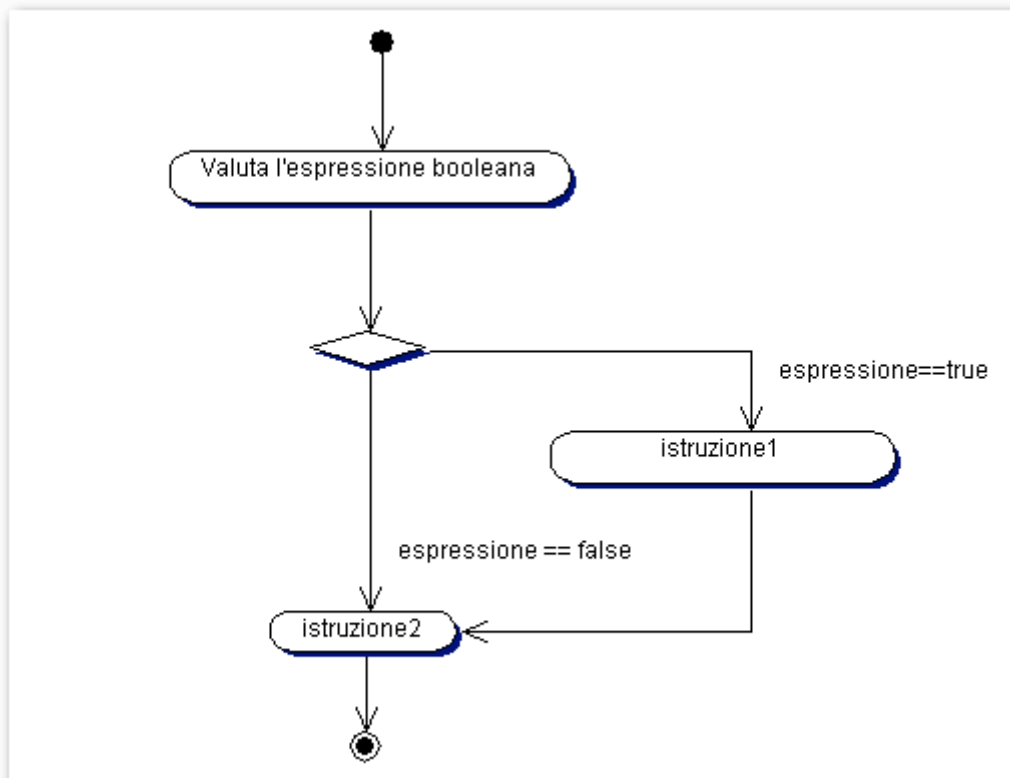 Valuta l'espressione booleana
espressione==true
istruzione1
espressione == false
istruzione2